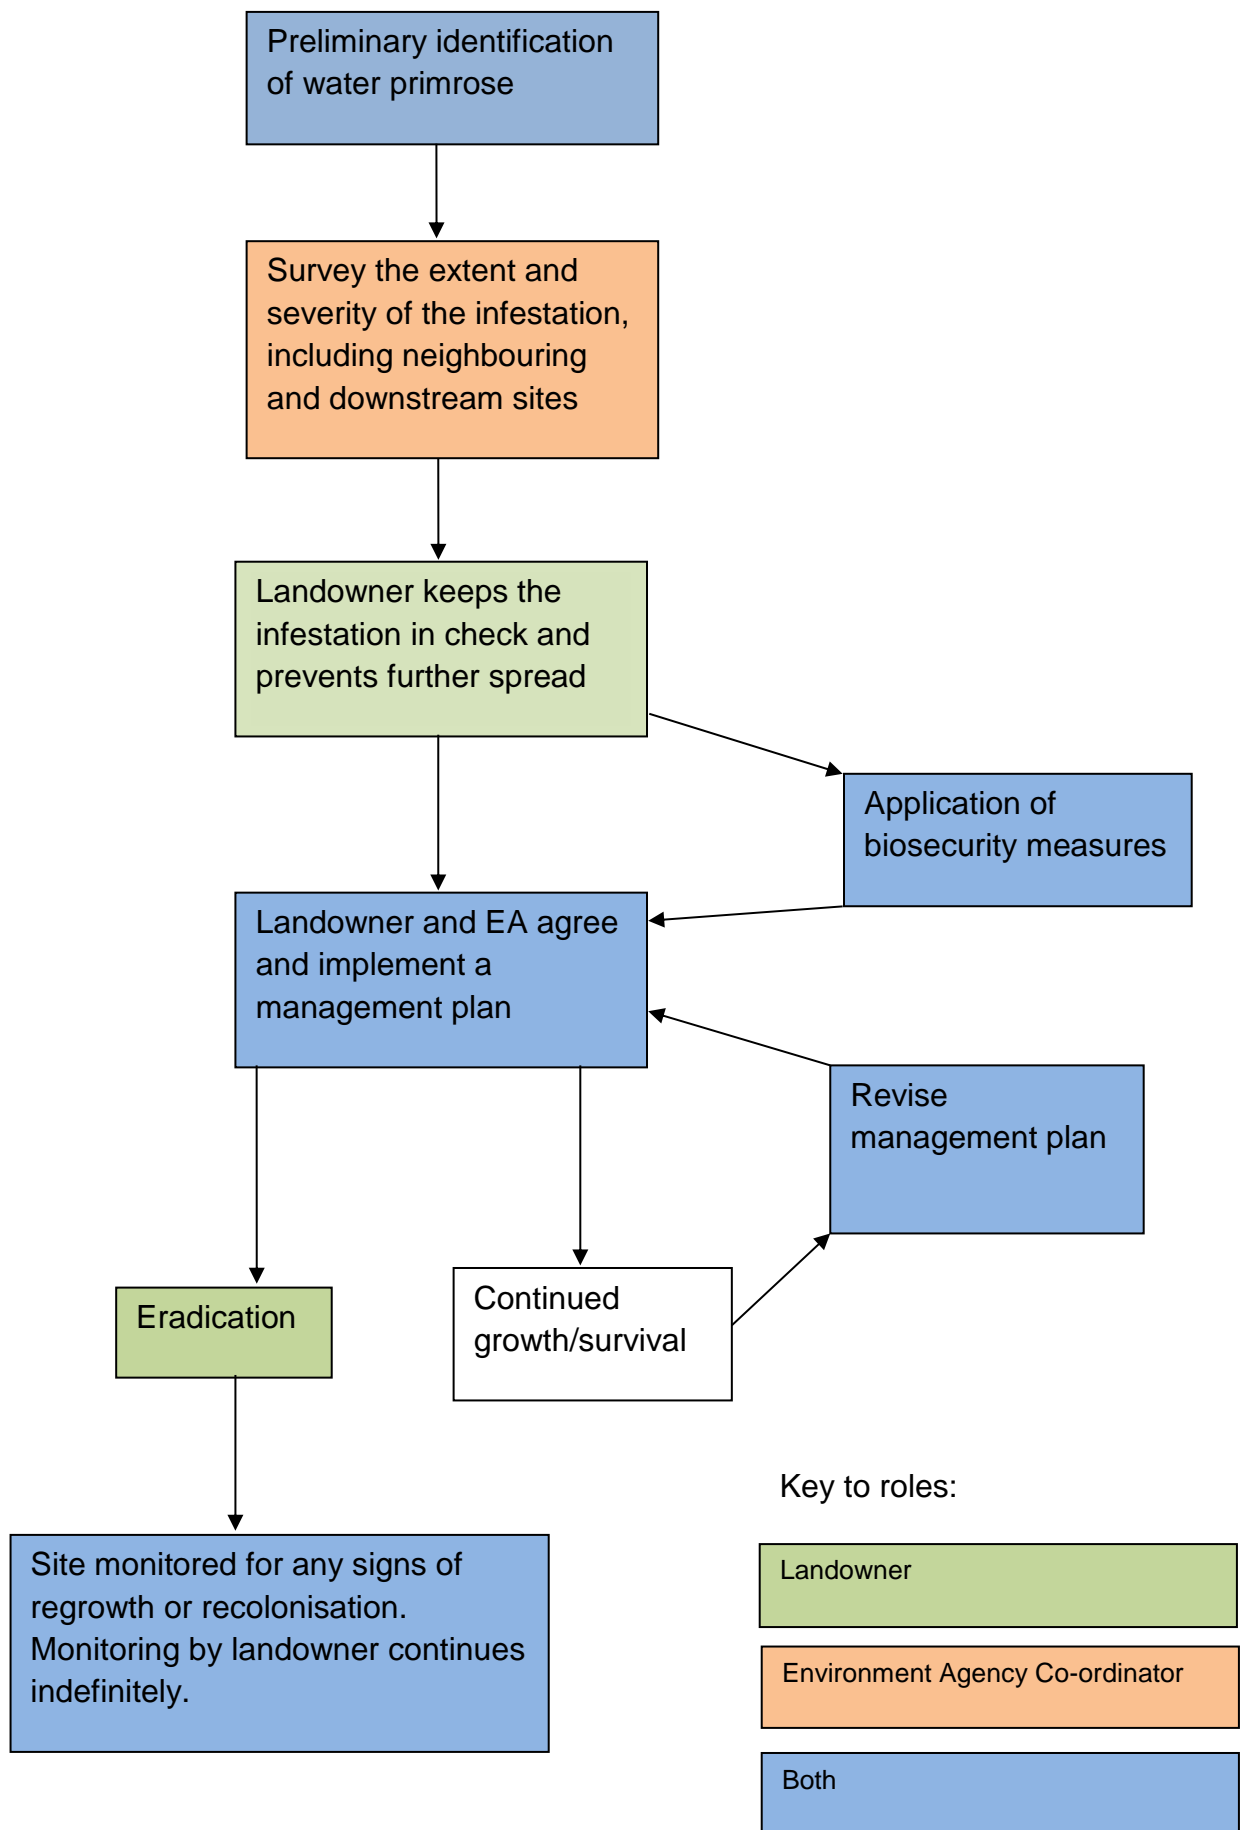 Preliminary identification
of water primrose
Survey the extent and
severity of the infestation,
including neighbouring
and downstream sites
Landowner keeps the
infestation in check and
prevents further spread
Application of
biosecurity measures
Landowner and EA agree
and implement a
management plan
Revise
management plan
Eradication
Continued
growth/survival
Site monitored for any signs of
regrowth or recolonisation.
Monitoring by landowner continues
indefinitely.
Key to roles:
Landowner
Environment Agency Co-ordinator
Both